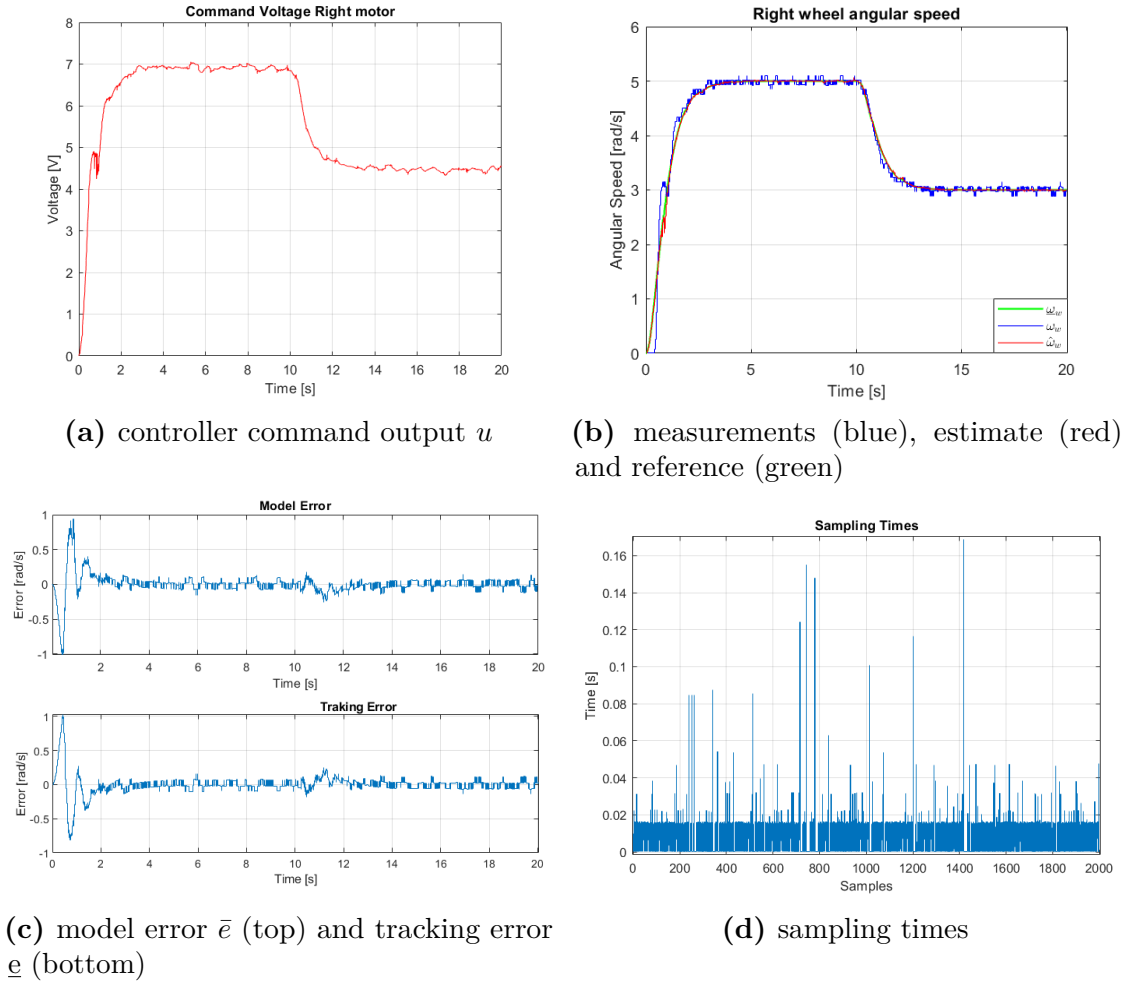 Command Voltage Right motor
8
7
6
5
4
3
2
1
0
Voltage [V]
0 2 4 6 8 10 12 14 16 18 20
Time [s]
(a) controller command output u
Right wheel angular speed
6
5
4
3
2
1
0
Angular Speed [rad/s]
0 5 10 15 20
Time [s]
ω̲w
ωw
ω̂w
(b) measurements (blue), estimate (red)
and reference (green)
Model Error
1
0.5
0
-0.5
-1
Error [rad/s]
2 4 6 8 10 12 14 16 18 20
Time [s]
Traking Error
1
0.5
0
-0.5
-1
Error [rad/s]
0 2 4 6 8 10 12 14 16 18 20
Time [s]
(c) model error ē (top) and tracking error
e̲ (bottom)
Sampling Times
0.16
0.14
0.12
0.1
0.08
0.06
0.04
0.02
0
Time [s]
0 200 400 600 800 1000 1200 1400 1600 1800 2000
Samples
(d) sampling times